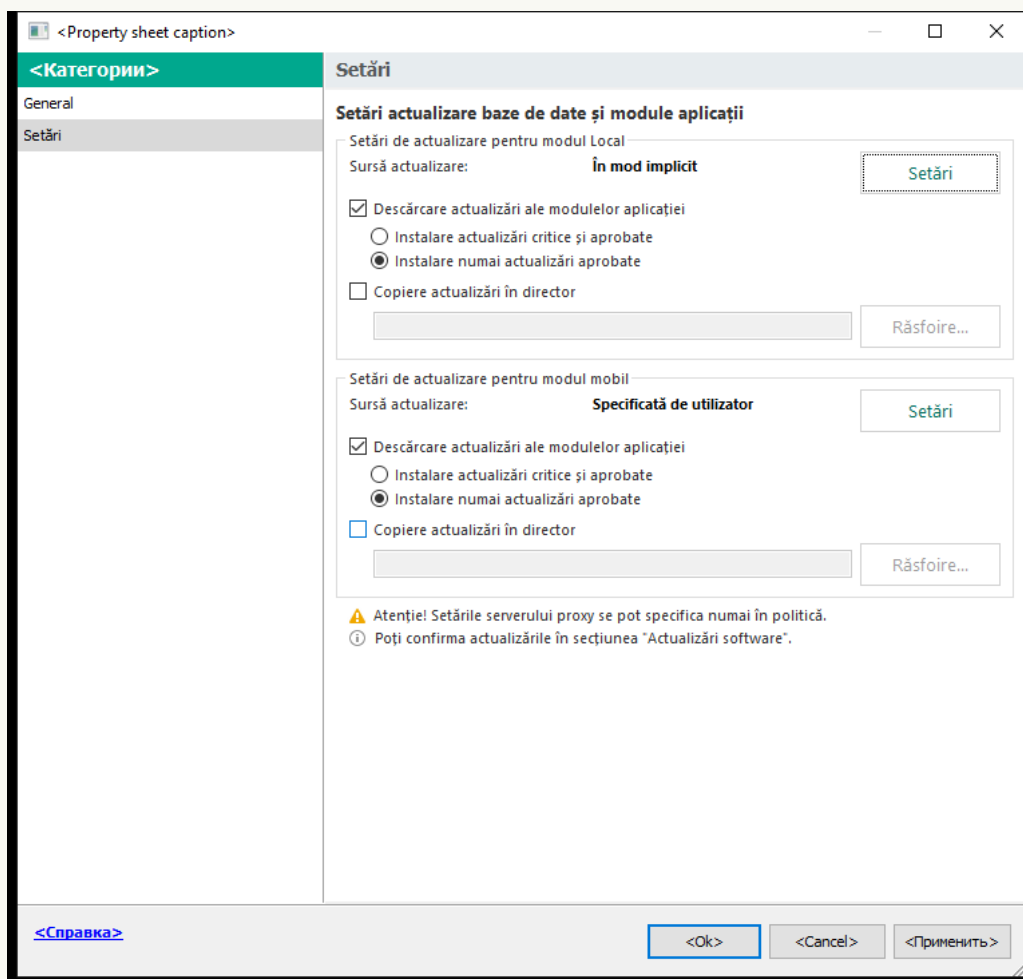 <Property sheet caption>
<Категории>
General
Setări
Setări
Setări actualizare baze de date și module aplicații
Setări de actualizare pentru modul Local
Sursă actualizare: În mod implicit Setări
Descărcare actualizări ale modulelor aplicației
Instalare actualizări critice și aprobate
Instalare numai actualizări aprobate
Copiere actualizări în director
Răsfoire...
Setări de actualizare pentru modul mobil
Sursă actualizare: Specificată de utilizator Setări
Descărcare actualizări ale modulelor aplicației
Instalare actualizări critice și aprobate
Instalare numai actualizări aprobate
Copiere actualizări în director
Răsfoire...
Atenție! Setările serverului proxy se pot specifica numai în politică.
Poți confirma actualizările în secțiunea "Actualizări software".
<Справка>
<Ok> <Cancel> <Применить>